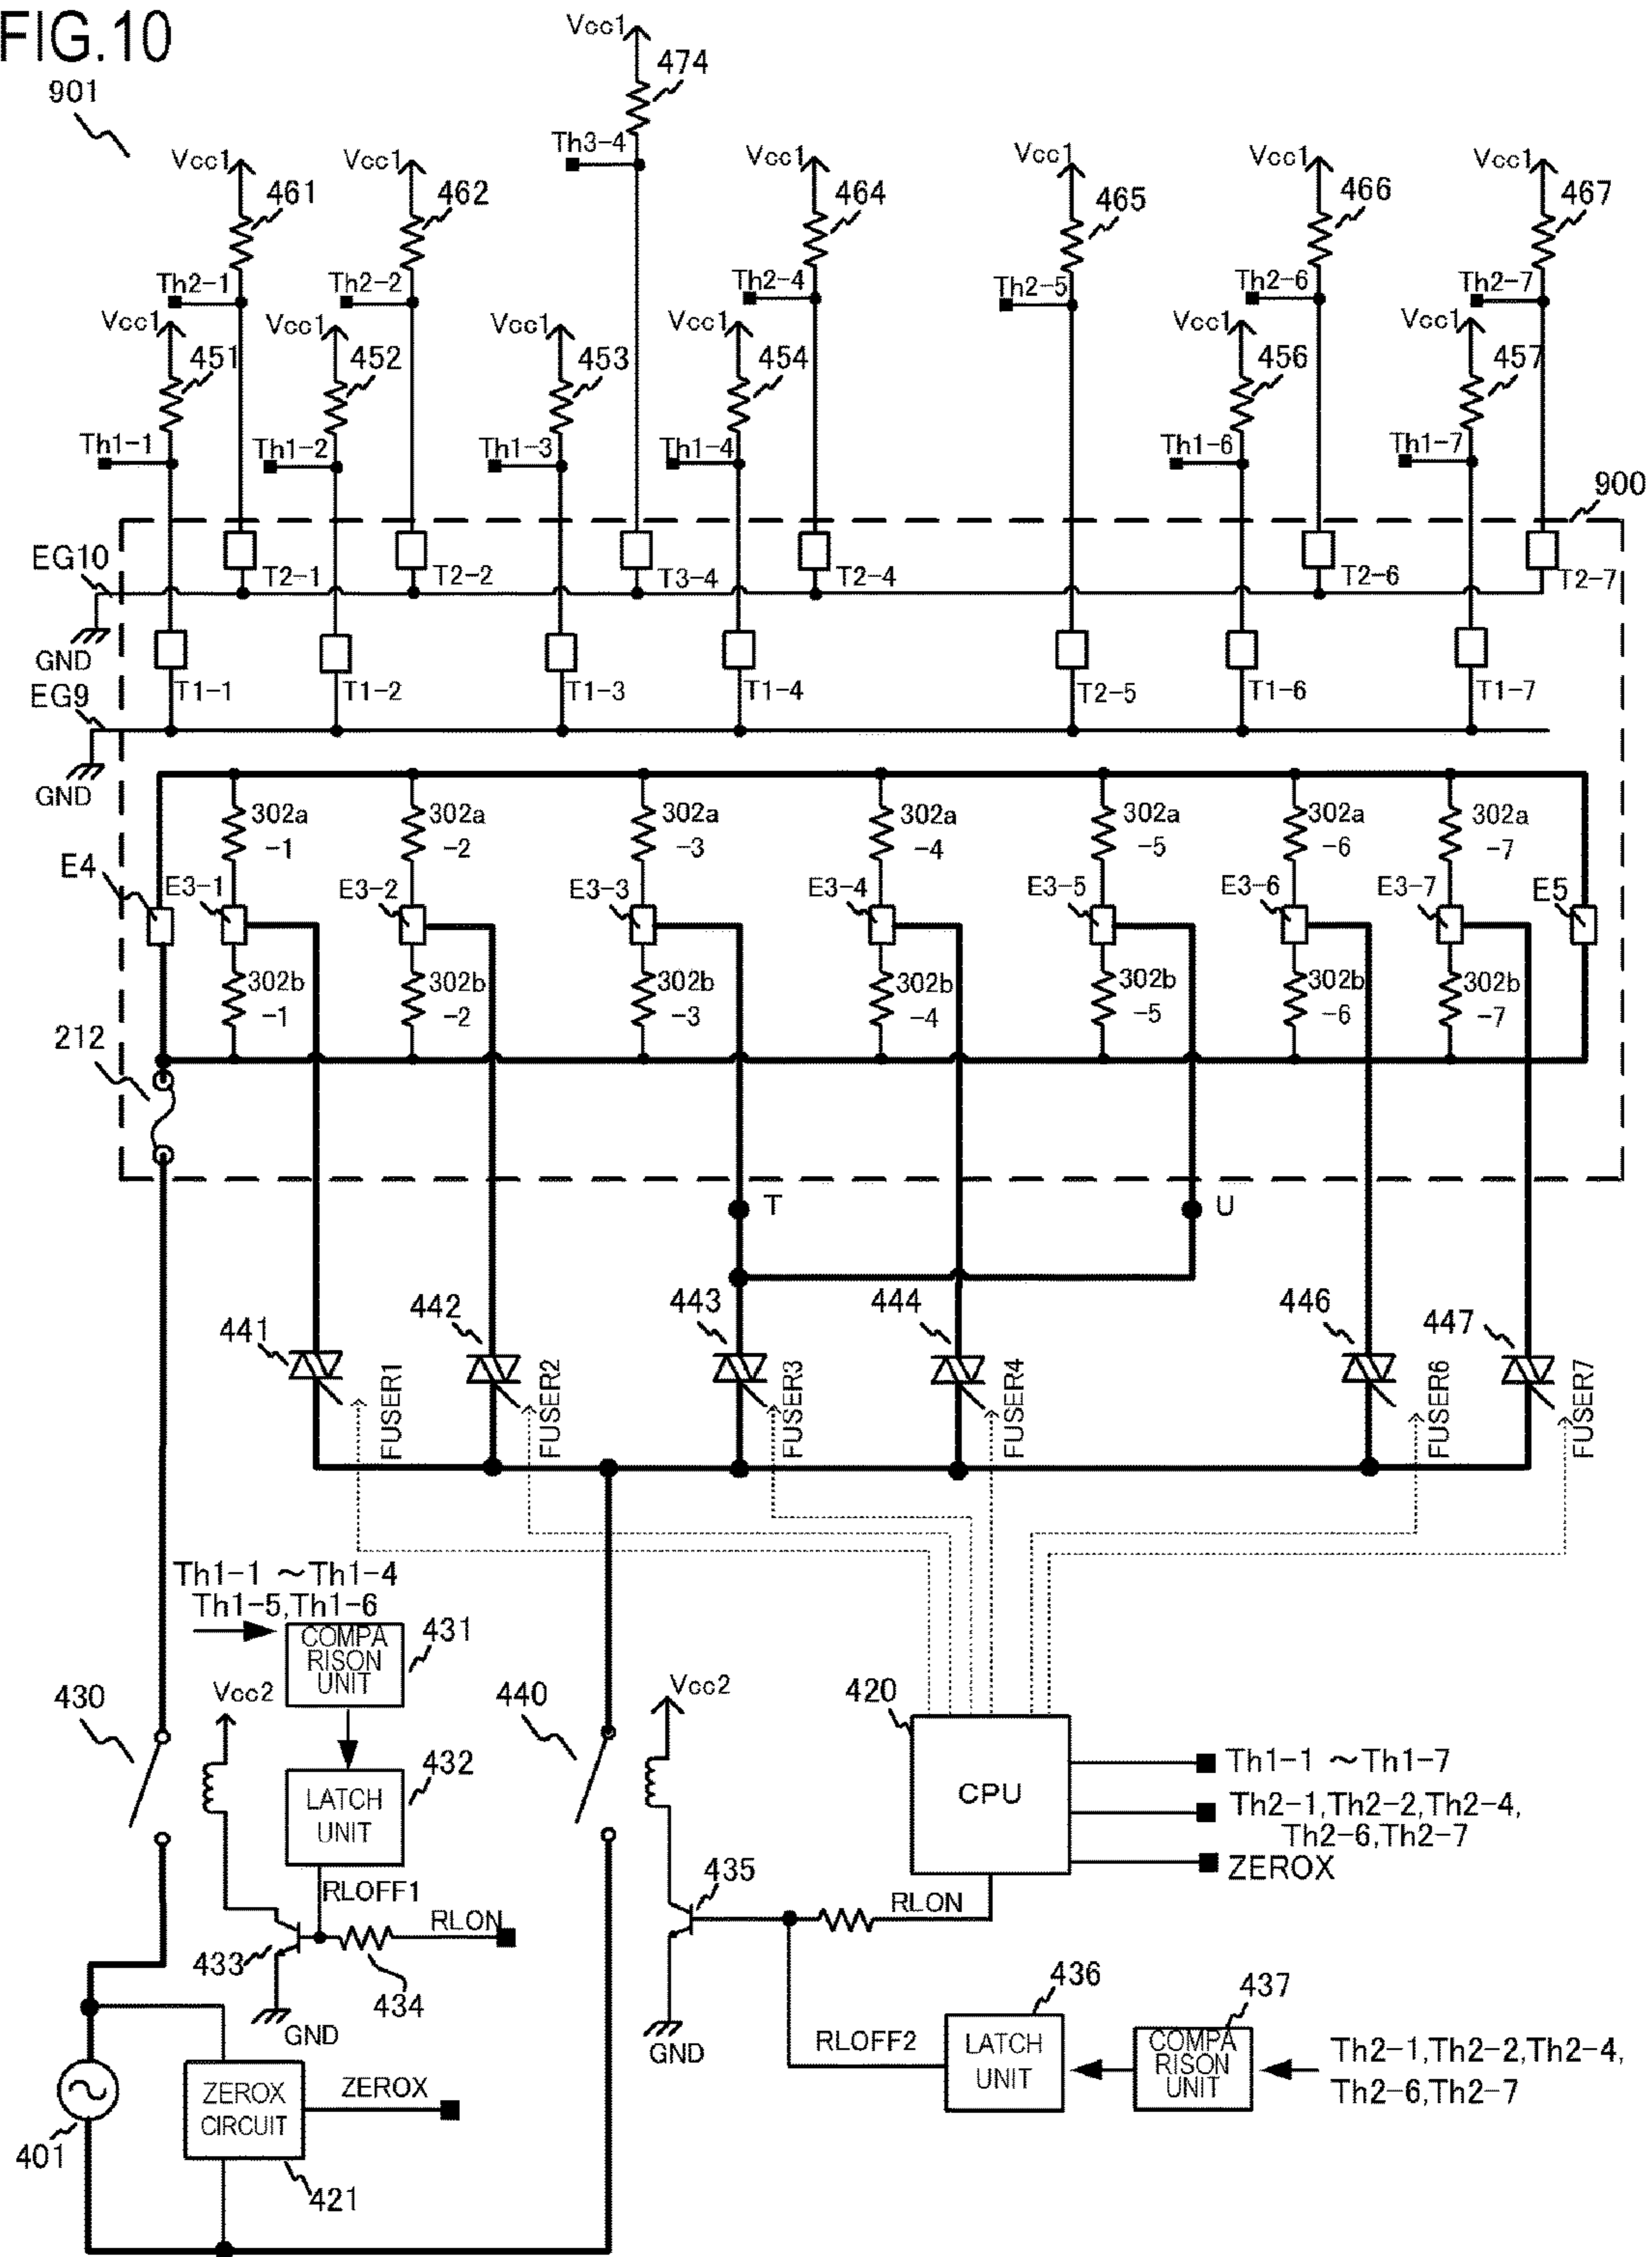 FIG.10
901
Vcc1
474
Th3-4
Vcc1
461
Vcc1
462
Vcc1
464
Vcc1
465
Vcc1
466
Vcc1
467
Th2-1
Th2-2
Th2-4
Th2-5
Th2-6
Th2-7
Vcc1
451
Vcc1
452
Vcc1
453
Vcc1
454
Vcc1
456
Vcc1
457
Th1-1
Th1-2
Th1-3
Th1-4
Th1-6
Th1-7
900
EG10
T2-1
T2-2
T3-4
T2-4
T2-6
T2-7
GND
EG9
T1-1
T1-2
T1-3
T1-4
T2-5
T1-6
T1-7
GND
302a
-1
302a
-2
302a
-3
302a
-4
302a
-5
302a
-6
302a
-7
E4
E3-1
E3-2
E3-3
E3-4
E3-5
E3-6
E3-7
E5
302b
-1
302b
-2
302b
-3
302b
-4
302b
-5
302b
-6
302b
-7
212
T
U
441
442
443
444
446
447
FUSER1
FUSER2
FUSER3
FUSER4
FUSER6
FUSER7
Th1-1 ~Th1-4
Th1-5,Th1-6
COMPA
RISON
UNIT
431
430
Vcc2
440
Vcc2
420
CPU
Th1-1 ~Th1-7
Th2-1,Th2-2,Th2-4,
Th2-6,Th2-7
ZEROX
LATCH
UNIT
432
RLOFF1
RLON
433
434
GND
435
RLON
GND
RLOFF2
436
LATCH
UNIT
437
COMPA
RISON
UNIT
Th2-1,Th2-2,Th2-4,
Th2-6,Th2-7
401
ZEROX
CIRCUIT
ZEROX
421